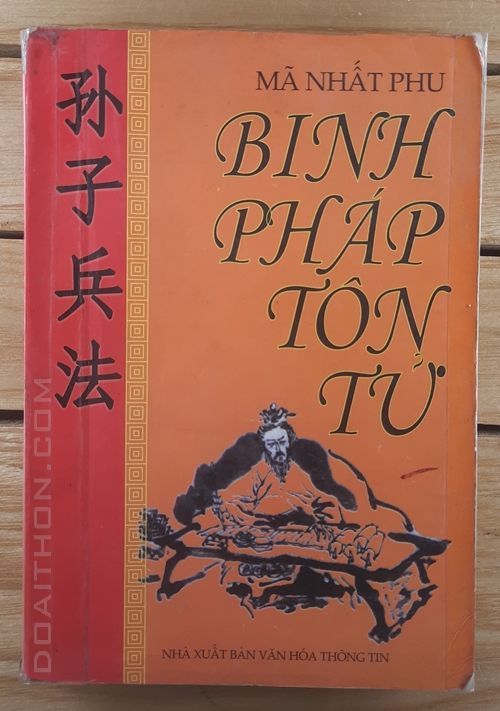 孙子兵法
MÃ NHẤT PHU
BINH
PHÁP
TÔN
TỬ
NHÀ XUẤT BẢN VĂN HÓA THÔNG TIN
DOAITHON.COM